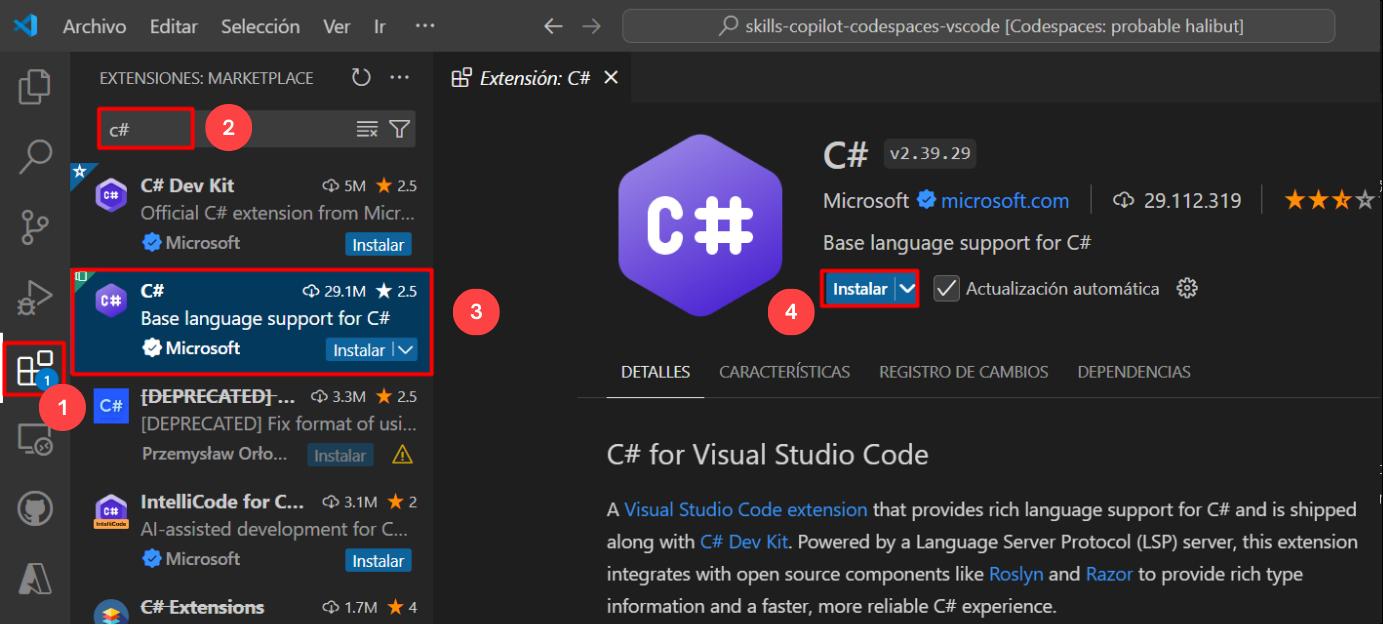 Archivo Editar Selección Ver Ir ···
skills-copilot-codespaces-vscode [Codespaces: probable halibut]
EXTENSIONES: MARKETPLACE
c#
2
C# Dev Kit 5M 2.5
Official C# extension from Micr...
Microsoft Instalar
C# 29.1M 2.5
Base language support for C#
Microsoft Instalar
3
1
1
[DEPRECATED] ... 3.3M 2.5
[DEPRECATED] Fix format of usi...
Przemysław Orło... Instalar
IntelliCode for C... 3.1M 2
AI-assisted development for C...
Microsoft Instalar
C# Extensions 1.7M 4
C#
C#
C#
C#
IntelliCode
Extensión: C#
C#
C# v2.39.29
Microsoft microsoft.com 29.112.319
Base language support for C#
4
Instalar Actualización automática
DETALLES CARACTERÍSTICAS REGISTRO DE CAMBIOS DEPENDENCIAS
C# for Visual Studio Code
A Visual Studio Code extension that provides rich language support for C# and is shipped
along with C# Dev Kit. Powered by a Language Server Protocol (LSP) server, this extension
integrates with open source components like Roslyn and Razor to provide rich type
information and a faster, more reliable C# experience.